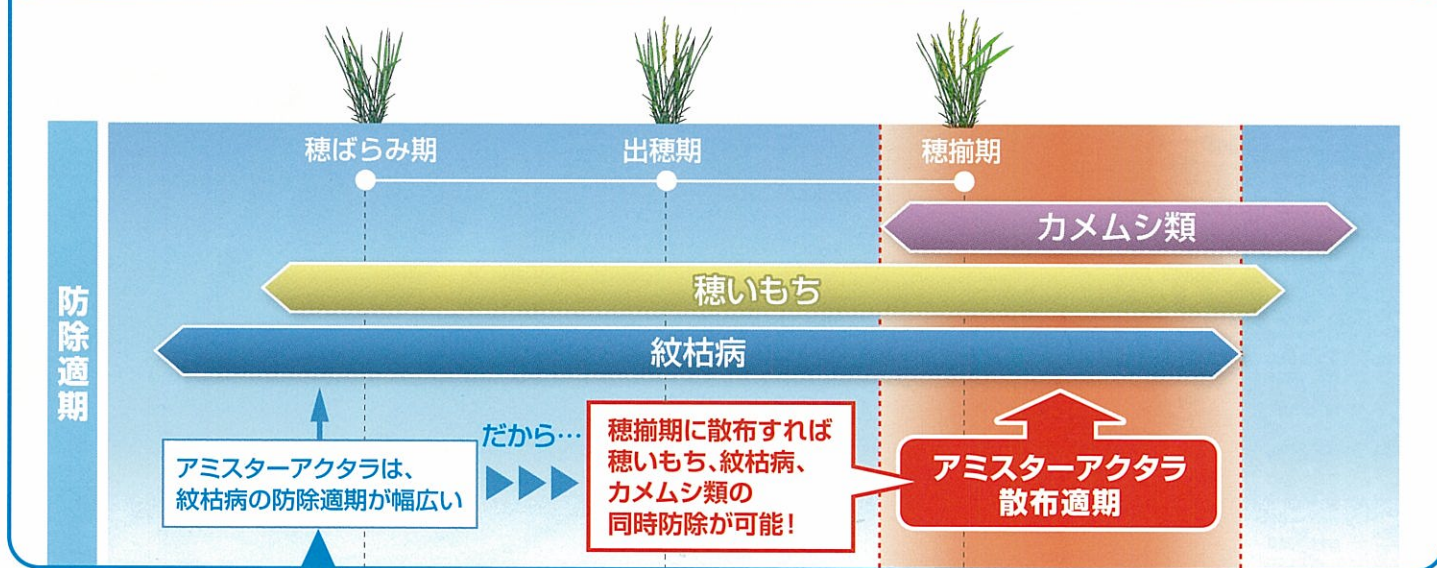 穂ばらみ期
出穂期
穂揃期
防除適期
カメムシ類
穂いもち
紋枯病
アミスターアクタラは、
紋枯病の防除適期が幅広い
だから…
穂揃期に散布すれば
穂いもち、紋枯病、
カメムシ類の
同時防除が可能!
アミスターアクタラ
散布適期